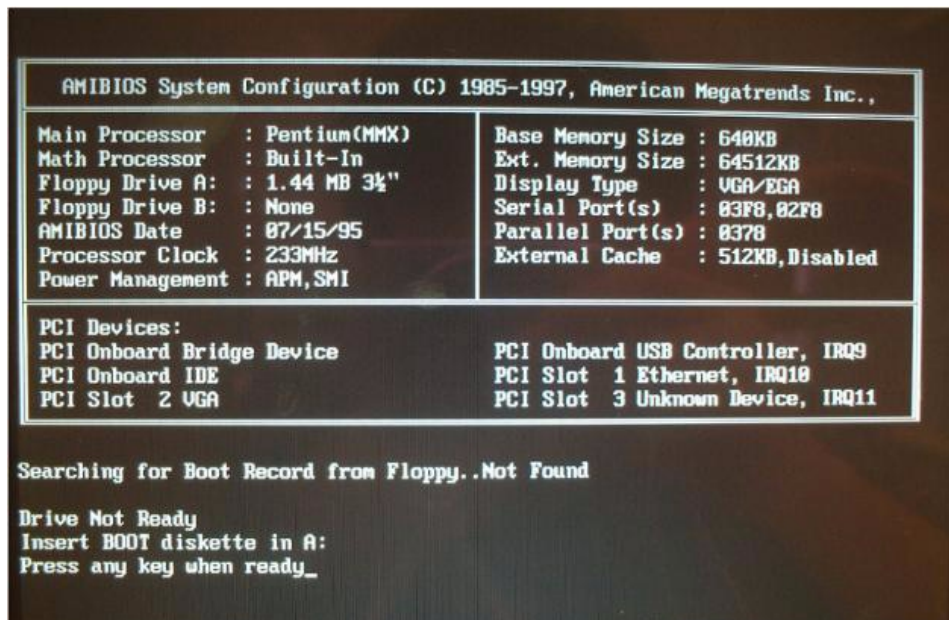 AMIBIOS System Configuration (C) 1985-1997, American Megatrends Inc.,
Main Processor : Pentium(MMX)
Math Processor : Built-In
Floppy Drive A: : 1.44 MB 3½"
Floppy Drive B: : None
AMIBIOS Date : 07/15/95
Processor Clock : 233MHz
Power Management : APM,SMI
Base Memory Size : 640KB
Ext. Memory Size : 64512KB
Display Type : VGA/EGA
Serial Port(s) : 03F8,02F8
Parallel Port(s) : 0378
External Cache : 512KB,Disabled
PCI Devices:
PCI Onboard Bridge Device
PCI Onboard IDE
PCI Slot 2 VGA
PCI Onboard USB Controller, IRQ9
PCI Slot 1 Ethernet, IRQ10
PCI Slot 3 Unknown Device, IRQ11
Searching for Boot Record from Floppy..Not Found
Drive Not Ready
Insert BOOT diskette in A:
Press any key when ready_